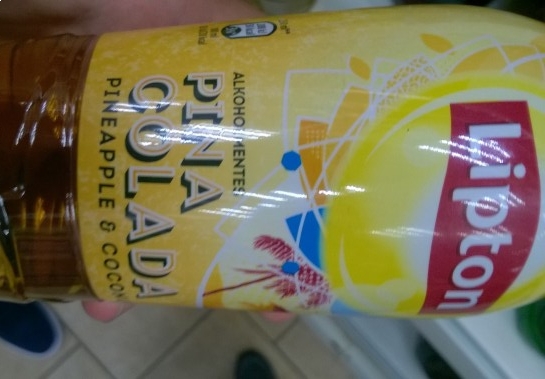 Lipton
ALKOHOLMENTES
PINA
COLADA
PINEAPPLE & COCO